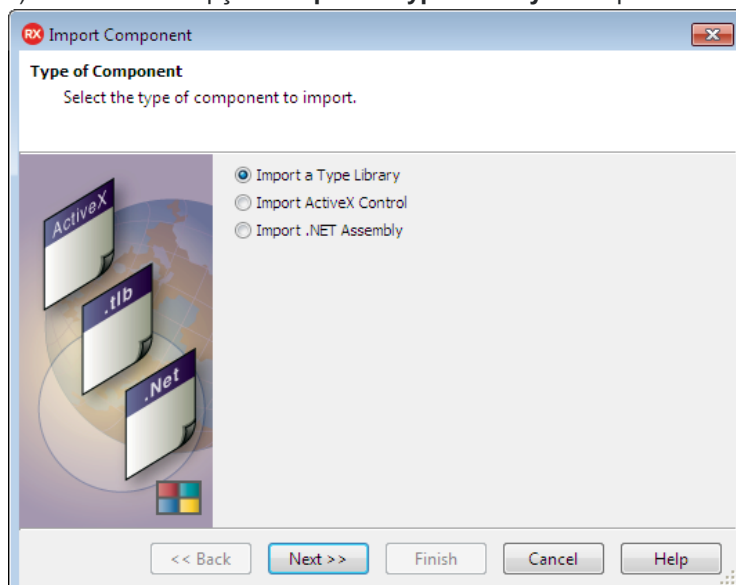 RX Import Component
Type of Component
Select the type of component to import.
Import a Type Library
Import ActiveX Control
Import .NET Assembly
ActiveX
.tlb
.Net
<< Back Next >> Finish Cancel Help